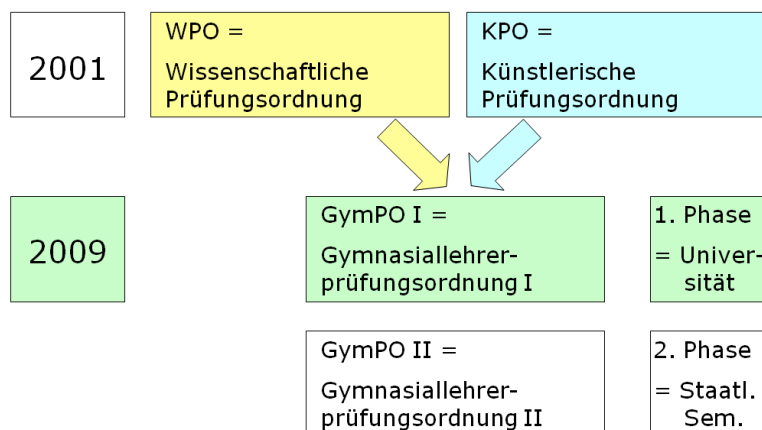 2001
WPO =
Wissenschaftliche
Prüfungsordnung
KPO =
Künstlerische
Prüfungsordnung
2009
GymPO I =
Gymnasiallehrer-
prüfungsordnung I
1. Phase
= Univer-
sität
GymPO II =
Gymnasiallehrer-
prüfungsordnung II
2. Phase
= Staatl.
Sem.